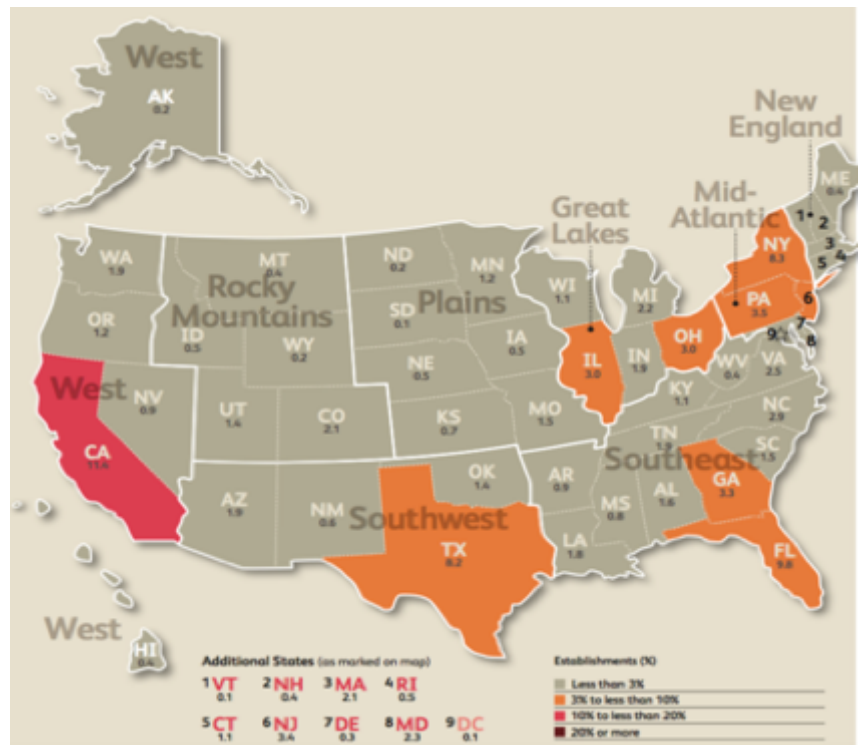 West
AK
0.2
New
England
ME
0.4
Mid-
Atlantic
Great
Lakes
1
2
3
4
5
NY
8.3
WA
1.9
MT
0.4
ND
0.2
MN
1.2
WI
1.1
MI
2.2
PA
3.5
6
7
8
9
Rocky
Mountains
Plains
OR
1.2
ID
0.5
WY
0.2
SD
0.1
IA
0.5
NE
0.5
IL
3.0
IN
1.9
OH
3.0
WV
0.4
VA
2.5
West
NV
0.9
UT
1.4
CO
2.1
KS
0.7
MO
1.5
KY
1.1
NC
2.9
CA
11.4
TN
1.9
SC
1.5
Southeast
AZ
1.9
NM
0.6
OK
1.4
AR
0.9
MS
0.8
AL
1.6
GA
3.3
Southwest
TX
8.2
LA
1.8
FL
9.8
West
HI
0.4
Additional States (as marked on map)
1 VT 2 NH 3 MA 4 RI
0.1 0.4 2.1 0.5
5 CT 6 NJ 7 DE 8 MD 9 DC
1.1 3.4 0.3 2.3 0.1
Establishments (%)
Less than 3%
3% to less than 10%
10% to less than 20%
20% or more